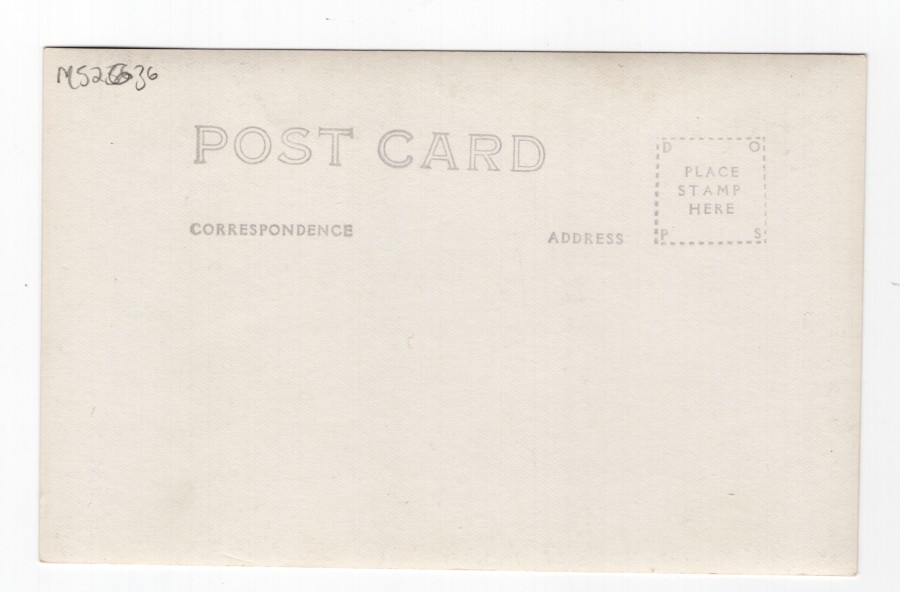 POST CARD
D O
PLACE
STAMP
HERE
P S
CORRESPONDENCE
ADDRESS